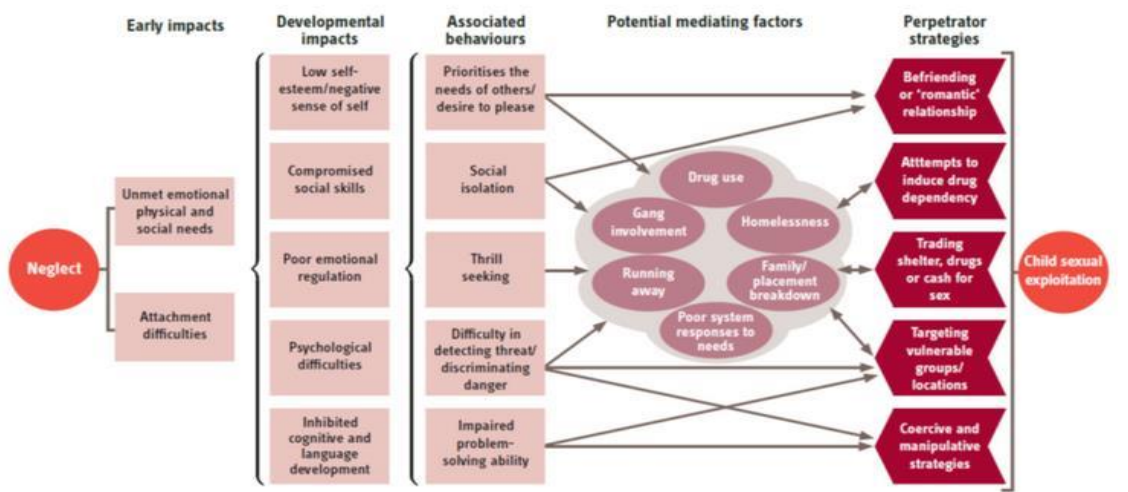 Early impacts
Developmental
impacts
Associated
behaviours
Potential mediating factors
Perpetrator
strategies
Neglect
Unmet emotional
physical and
social needs
Attachment
difficulties
Low self-
esteem/negative
sense of self
Compromised
social skills
Poor emotional
regulation
Psychological
difficulties
Inhibited
cognitive and
language
development
Prioritises the
needs of others/
desire to please
Social
isolation
Thrill
seeking
Difficulty in
detecting threat/
discriminating
danger
Impaired
problem-
solving ability
Drug use
Gang
involvement
Homelessness
Running
away
Family/
placement
breakdown
Poor system
responses to
needs
Befriending
or ‘romantic’
relationship
Atttempts to
induce drug
dependency
Trading
shelter, drugs
or cash for
sex
Targeting
vulnerable
groups/
locations
Coercive and
manipulative
strategies
Child sexual
exploitation